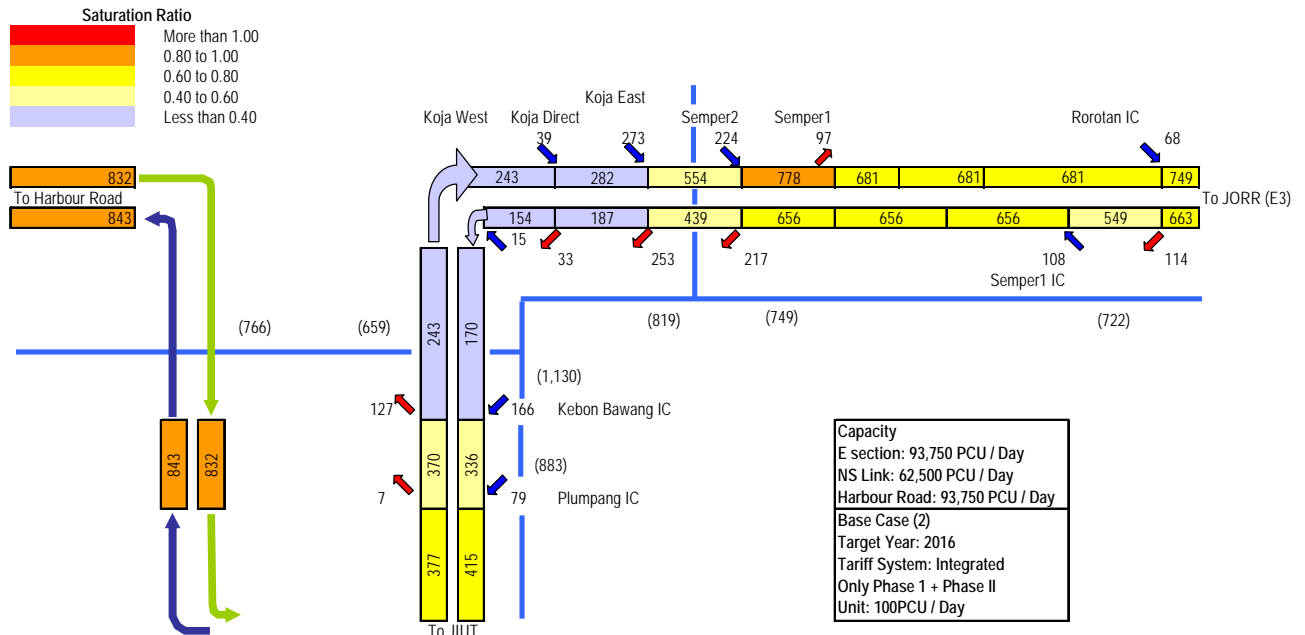 Saturation Ratio
More than 1.00
0.80 to 1.00
0.60 to 0.80
0.40 to 0.60
Less than 0.40
Koja East
Koja West
Koja Direct
Semper2
Semper1
Rorotan IC
39
273
224
97
68
832
243
282
554
778
681
681
681
749
To Harbour Road
To JORR (E3)
843
154
187
439
656
656
656
549
663
15
33
253
217
108
114
Semper1 IC
243
170
(766)
(659)
(819)
(749)
(722)
(1,130)
127
166
Kebon Bawang IC
843
832
370
336
(883)
7
79
Plumpang IC
377
415
To JIUT
Capacity
E section: 93,750 PCU / Day
NS Link: 62,500 PCU / Day
Harbour Road: 93,750 PCU / Day
Base Case (2)
Target Year: 2016
Tariff System: Integrated
Only Phase 1 + Phase II
Unit: 100PCU / Day